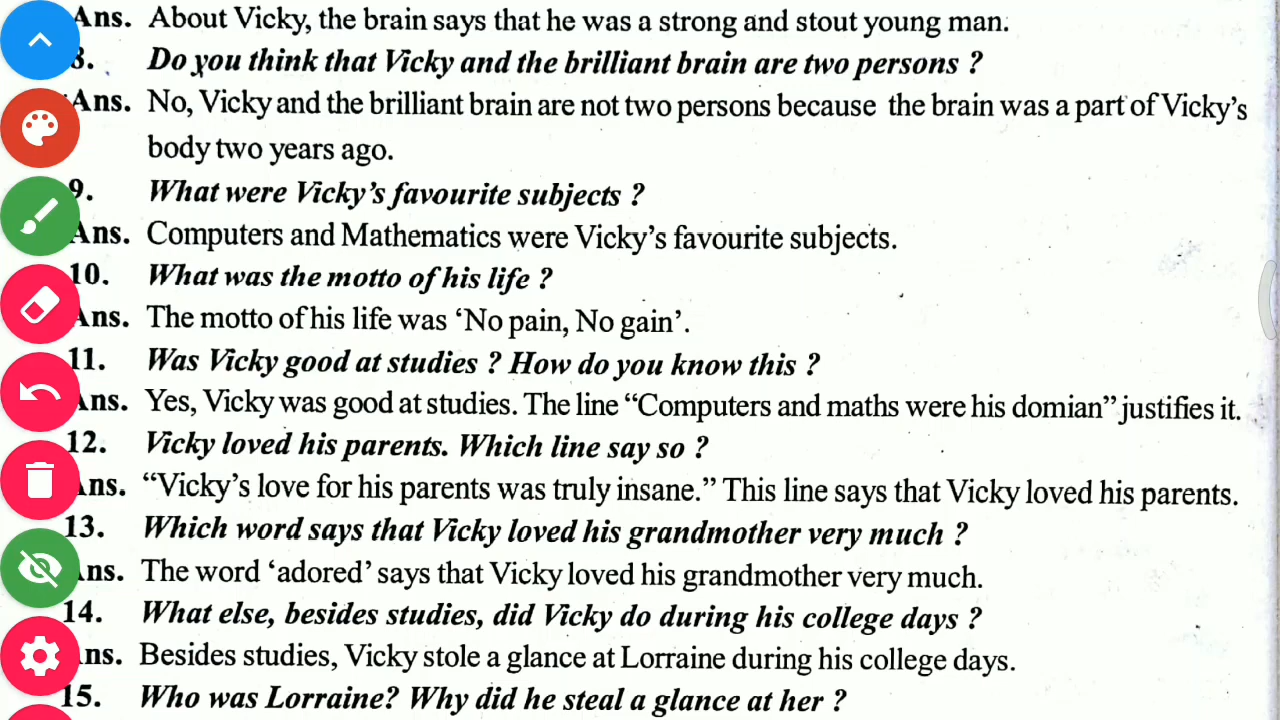 Ans. About Vicky, the brain says that he was a strong and stout young man.
8. Do you think that Vicky and the brilliant brain are two persons ?
Ans. No, Vicky and the brilliant brain are not two persons because the brain was a part of Vicky's
body two years ago.
9. What were Vicky's favourite subjects ?
Ans. Computers and Mathematics were Vicky's favourite subjects.
10. What was the motto of his life ?
Ans. The motto of his life was 'No pain, No gain'.
11. Was Vicky good at studies ? How do you know this ?
Ans. Yes, Vicky was good at studies. The line "Computers and maths were his domian" justifies it.
12. Vicky loved his parents. Which line say so ?
Ans. "Vicky's love for his parents was truly insane." This line says that Vicky loved his parents.
13. Which word says that Vicky loved his grandmother very much ?
Ans. The word 'adored' says that Vicky loved his grandmother very much.
14. What else, besides studies, did Vicky do during his college days ?
Ans. Besides studies, Vicky stole a glance at Lorraine during his college days.
15. Who was Lorraine? Why did he steal a glance at her ?